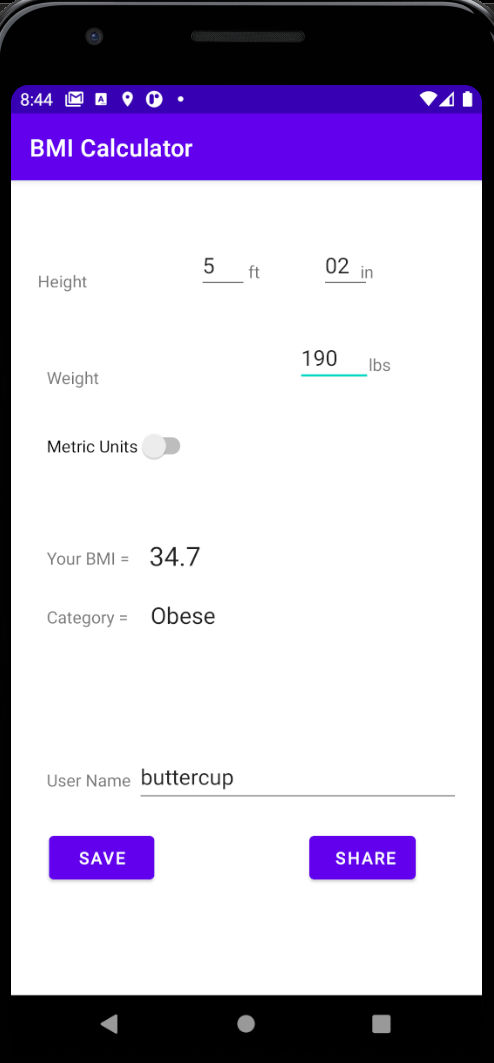 8:44
BMI Calculator
Height 5 ft 02 in
Weight 190 lbs
Metric Units
Your BMI = 34.7
Category = Obese
User Name buttercup
SAVE SHARE